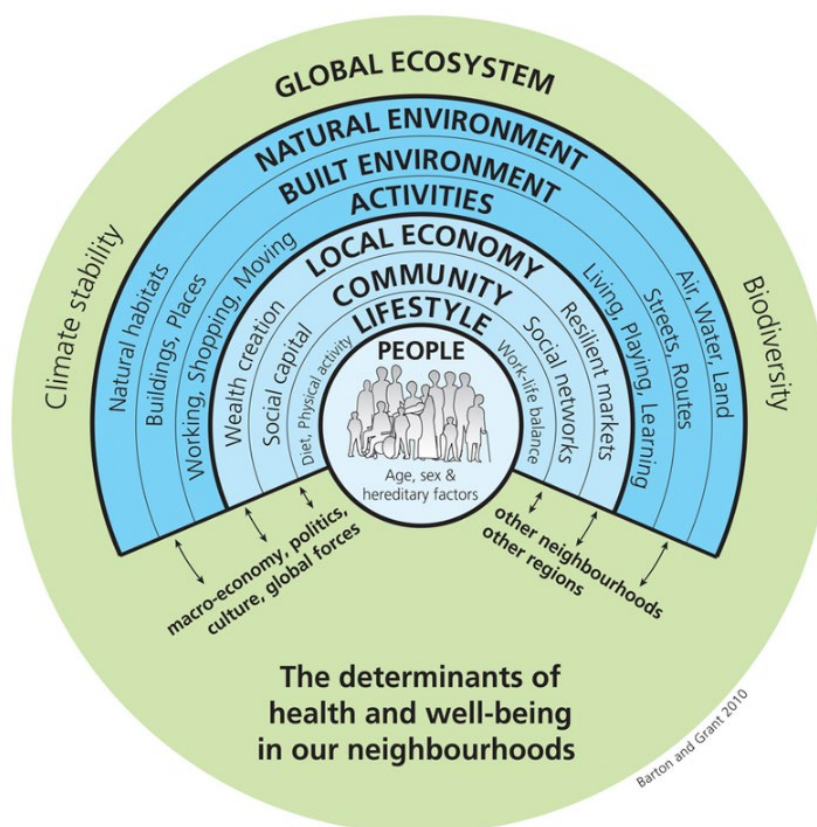 GLOBAL ECOSYSTEM
NATURAL ENVIRONMENT
BUILT ENVIRONMENT
ACTIVITIES
LOCAL ECONOMY
COMMUNITY
LIFESTYLE
PEOPLE
Age, sex &
hereditary factors
Climate stability
Natural habitats
Buildings, Places
Working, Shopping, Moving
Wealth creation
Social capital
Diet, Physical activity
Work-life balance
Social networks
Resilient markets
Living, Playing, Learning
Streets, Routes
Air, Water, Land
Biodiversity
macro-economy, politics,
culture, global forces
other neighbourhoods
other regions
The determinants of
health and well-being
in our neighbourhoods
Barton and Grant 2010